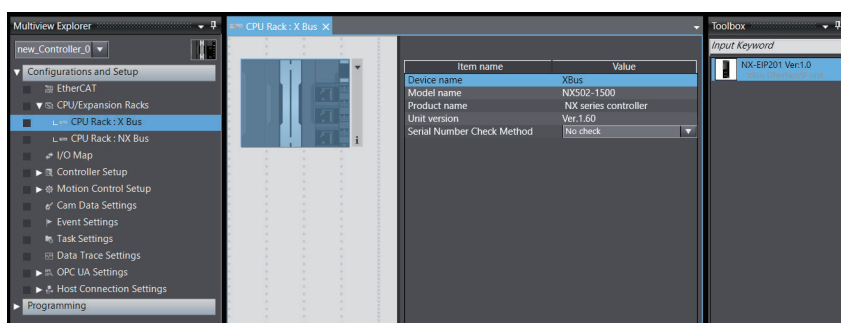 Multiview Explorer
new_Controller_0
Configurations and Setup
EtherCAT
CPU/Expansion Racks
CPU Rack : X Bus
CPU Rack : NX Bus
I/O Map
Controller Setup
Motion Control Setup
Cam Data Settings
Event Settings
Task Settings
Data Trace Settings
OPC UA Settings
Host Connection Settings
Programming
CPU Rack : X Bus
Item name Value
Device name XBus
Model name NX502-1500
Product name NX series controller
Unit version Ver.1.60
Serial Number Check Method No check
Toolbox
Input Keyword
NX-EIP201 Ver:1.0